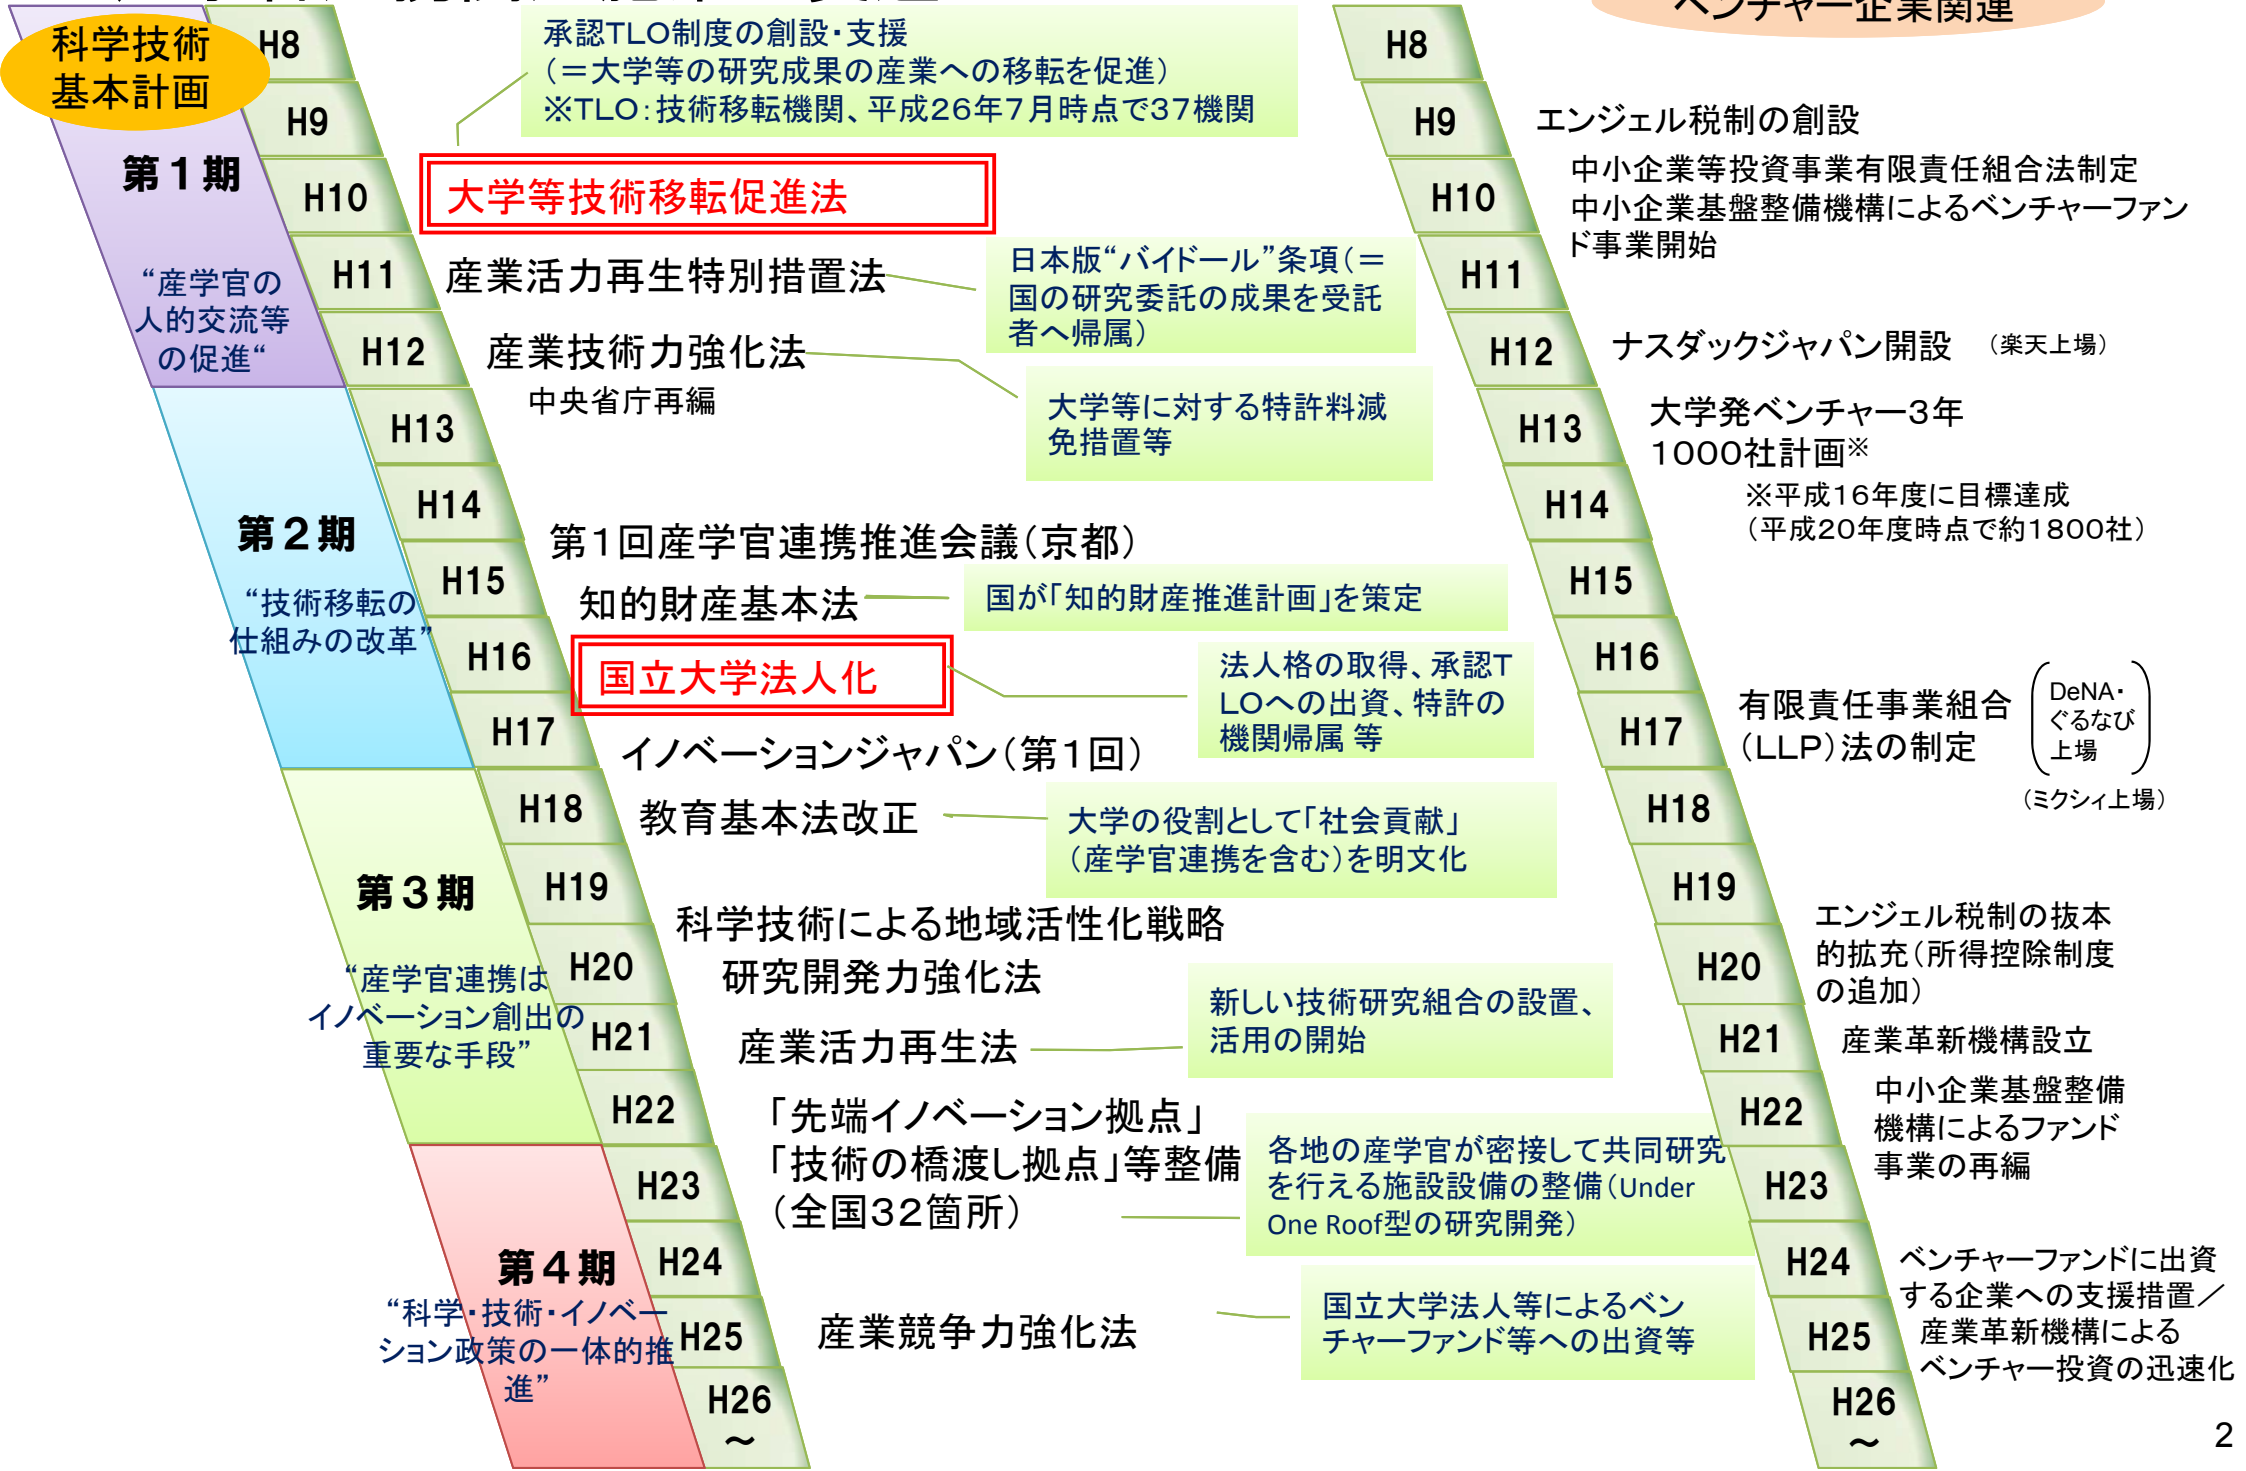 科学技術
基本計画
第１期
“産学官の
人的交流等
の促進“
第２期
“技術移転の
仕組みの改革”
第３期
“産学官連携は
イノベーション創出の
重要な手段”
第４期
“科学・技術・イノベー
ション政策の一体的推
進”
H8
H9
H10
H11
H12
H13
H14
H15
H16
H17
H18
H19
H20
H21
H22
H23
H24
H25
H26
～
承認TLO制度の創設・支援
（＝大学等の研究成果の産業への移転を促進）
※TLO：技術移転機関、平成26年7月時点で37機関
大学等技術移転促進法
産業活力再生特別措置法
日本版“バイドール”条項（＝
国の研究委託の成果を受託
者へ帰属）
産業技術力強化法
中央省庁再編
大学等に対する特許料減
免措置等
第１回産学官連携推進会議（京都）
知的財産基本法
国が「知的財産推進計画」を策定
国立大学法人化
法人格の取得、承認T
LOへの出資、特許の
機関帰属 等
イノベーションジャパン（第１回）
教育基本法改正
大学の役割として「社会貢献」
（産学官連携を含む）を明文化
科学技術による地域活性化戦略
研究開発力強化法
産業活力再生法
新しい技術研究組合の設置、
活用の開始
「先端イノベーション拠点」
「技術の橋渡し拠点」等整備
（全国３２箇所）
各地の産学官が密接して共同研究
を行える施設設備の整備（Under
One Roof型の研究開発）
産業競争力強化法
国立大学法人等によるベン
チャーファンド等への出資等
ベンチャー企業関連
H8
H9
H10
H11
H12
H13
H14
H15
H16
H17
H18
H19
H20
H21
H22
H23
H24
H25
H26
～
エンジェル税制の創設
中小企業等投資事業有限責任組合法制定
中小企業基盤整備機構によるベンチャーファン
ド事業開始
ナスダックジャパン開設 （楽天上場）
大学発ベンチャー３年
１０００社計画※
※平成１６年度に目標達成
（平成２０年度時点で約１８００社）
有限責任事業組合
（LLP）法の制定
DeNA・
ぐるなび
上場
（ミクシィ上場）
エンジェル税制の抜本
的拡充（所得控除制度
の追加）
産業革新機構設立
中小企業基盤整備
機構によるファンド
事業の再編
ベンチャーファンドに出資
する企業への支援措置／
産業革新機構による
ベンチャー投資の迅速化
2